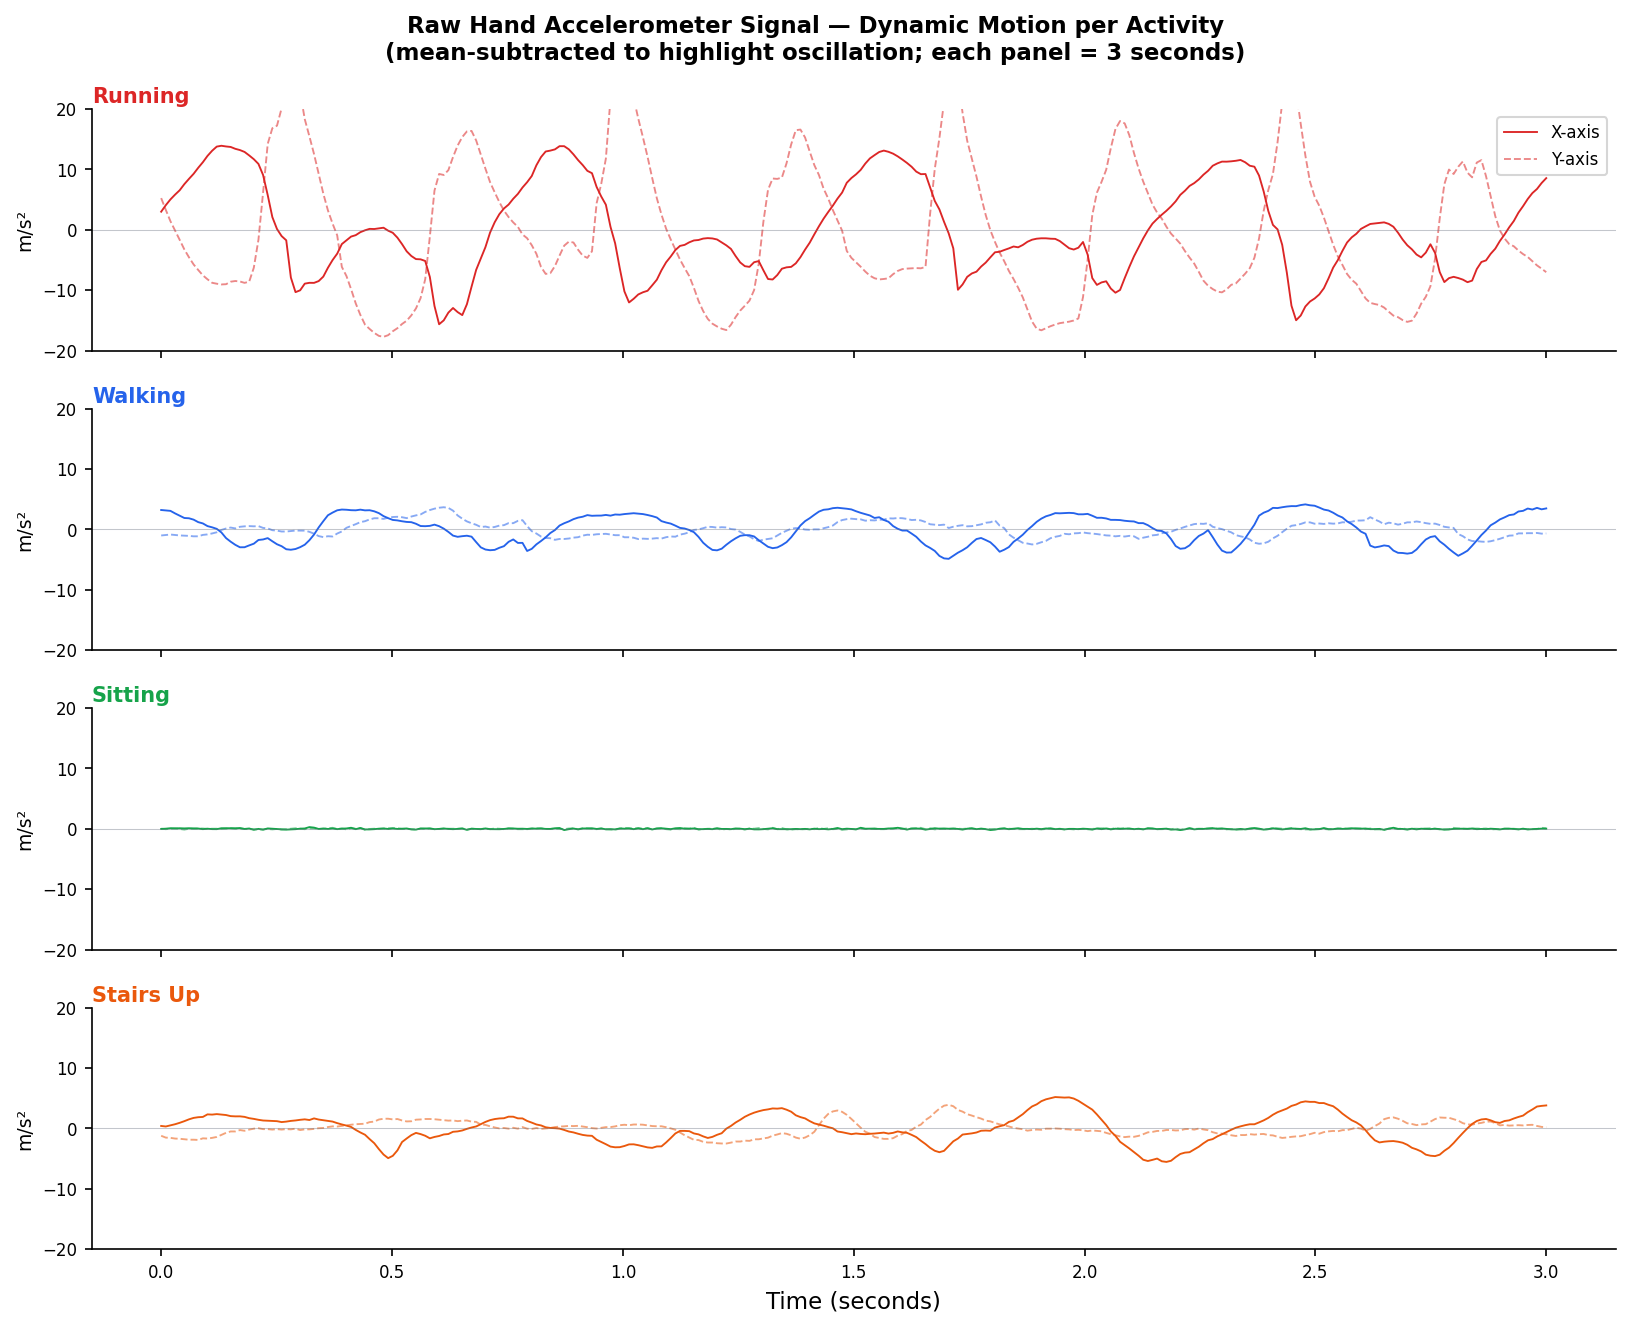 Raw Hand Accelerometer Signal — Dynamic Motion per Activity
(mean-subtracted to highlight oscillation; each panel = 3 seconds)
Running
20
10
0
−10
−20
m/s²
X-axis
Y-axis
Walking
20
10
0
−10
−20
m/s²
Sitting
20
10
0
−10
−20
m/s²
Stairs Up
20
10
0
−10
−20
m/s²
0.0 0.5 1.0 1.5 2.0 2.5 3.0
Time (seconds)